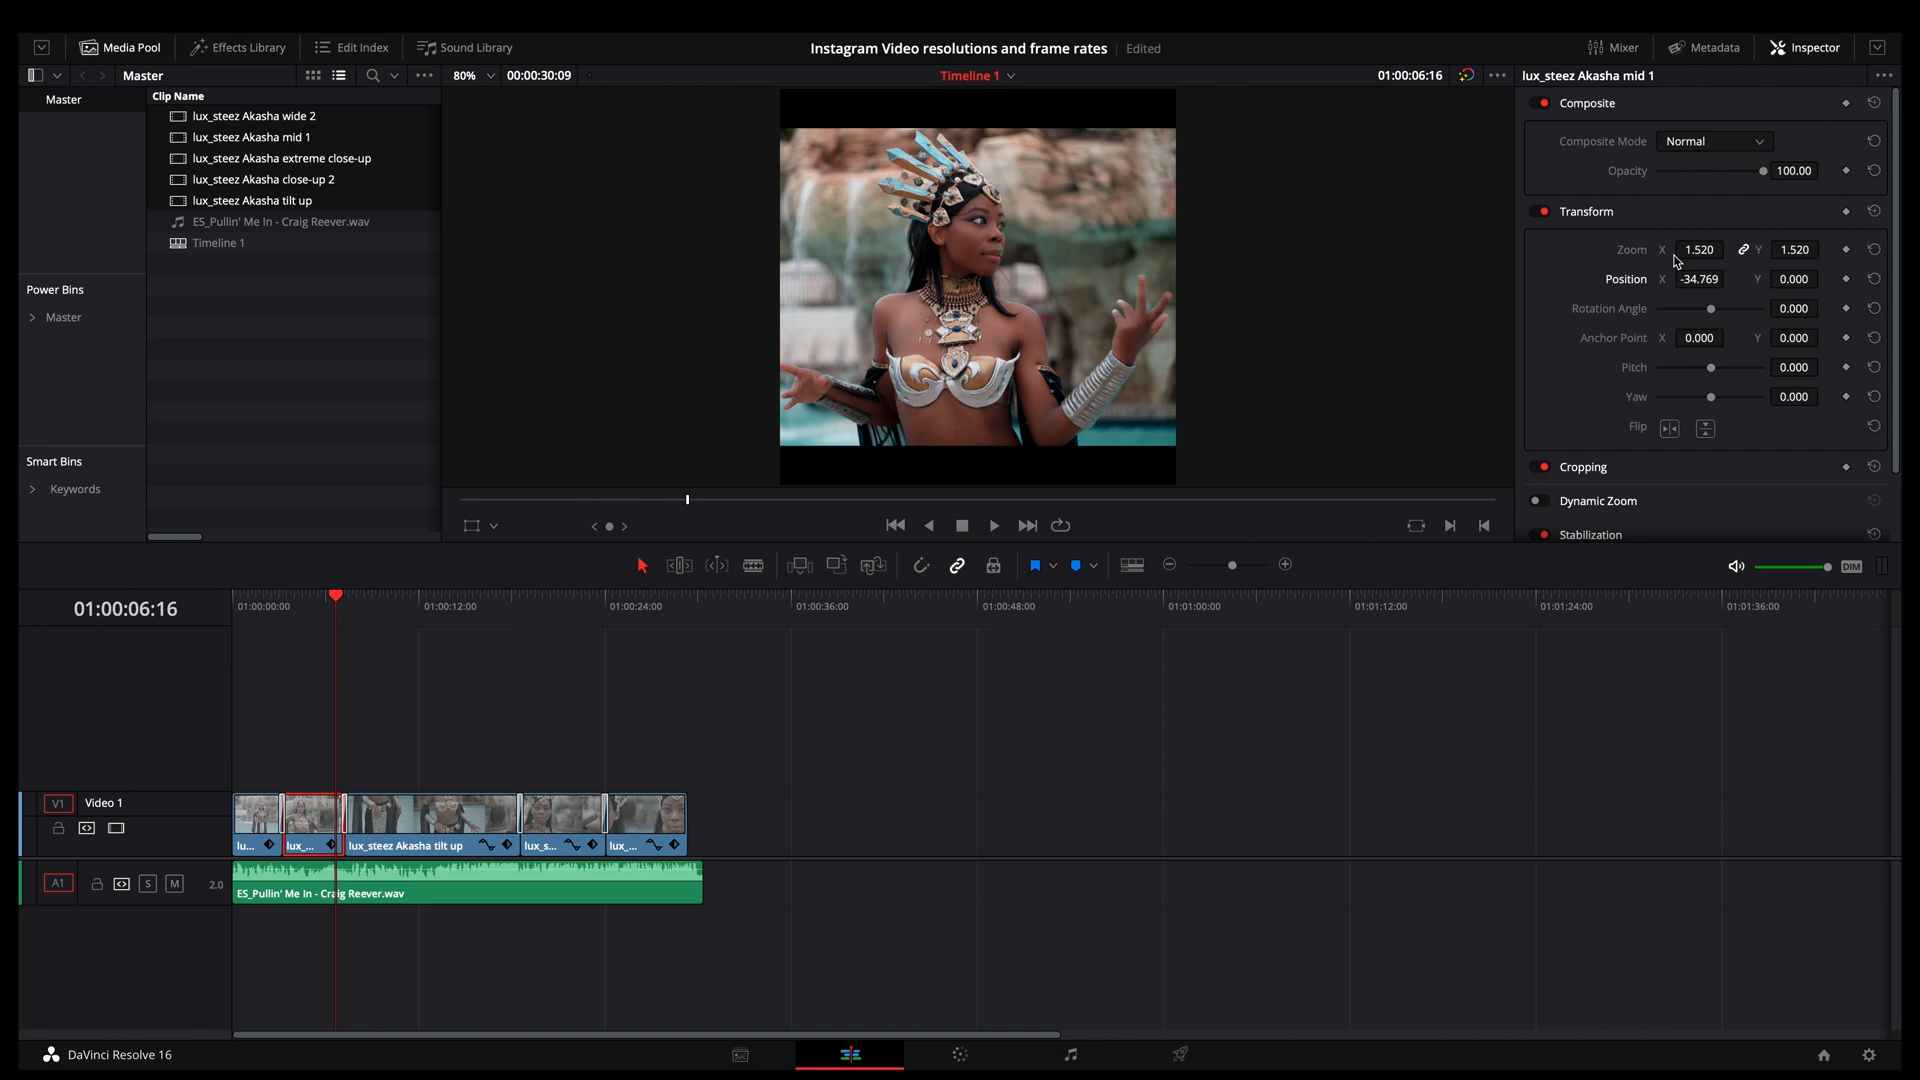 Media Pool Effects Library Edit Index Sound Library Instagram Video resolutions and frame rates Edited Mixer Metadata Inspector
Master 80% 00:00:30:09 Timeline 1 01:00:06:16 lux_steez Akasha mid 1
Master
Clip Name
lux_steez Akasha wide 2
lux_steez Akasha mid 1
lux_steez Akasha extreme close-up
lux_steez Akasha close-up 2
lux_steez Akasha tilt up
ES_Pullin' Me In - Craig Reever.wav
Timeline 1
Power Bins
Master
Smart Bins
Keywords
Composite
Composite Mode Normal
Opacity 100.00
Transform
Zoom X 1.520 Y 1.520
Position X -34.769 Y 0.000
Rotation Angle 0.000
Anchor Point X 0.000 Y 0.000
Pitch 0.000
Yaw 0.000
Flip
Cropping
Dynamic Zoom
Stabilization
DIM
01:00:06:16 01:00:00:00 01:00:12:00 01:00:24:00 01:00:36:00 01:00:48:00 01:01:00:00 01:01:12:00 01:01:24:00 01:01:36:00
V1 Video 1
lu... lux_... lux_steez Akasha tilt up lux_s... lux_...
A1 S M 2.0
ES_Pullin' Me In - Craig Reever.wav
DaVinci Resolve 16